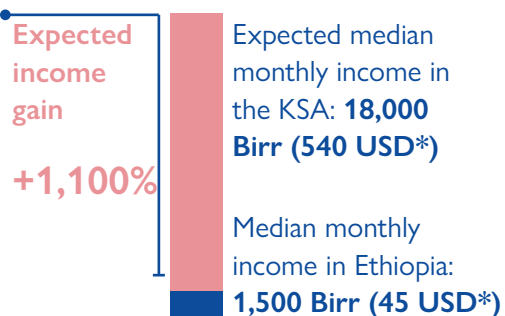 Expected
income
gain
+1,100%
Expected median
monthly income in
the KSA: 18,000
Birr (540 USD*)
Median monthly
income in Ethiopia:
1,500 Birr (45 USD*)